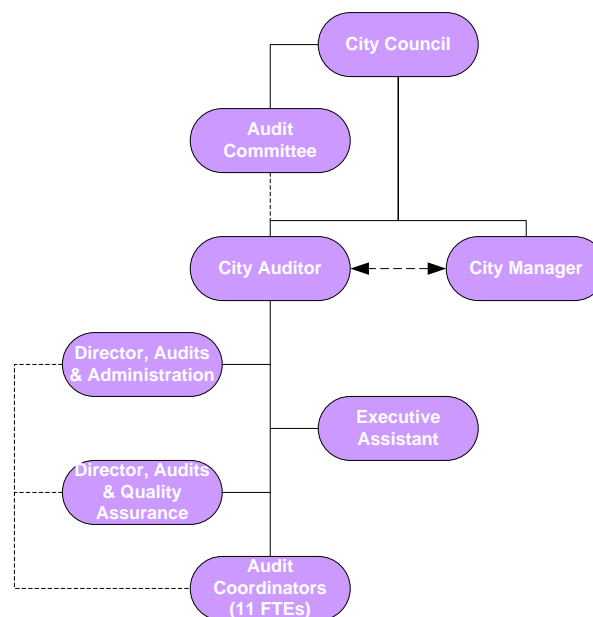 City Council
Audit
Committee
City Auditor
City Manager
Director, Audits
& Administration
Executive
Assistant
Director, Audits
& Quality
Assurance
Audit
Coordinators
(11 FTEs)